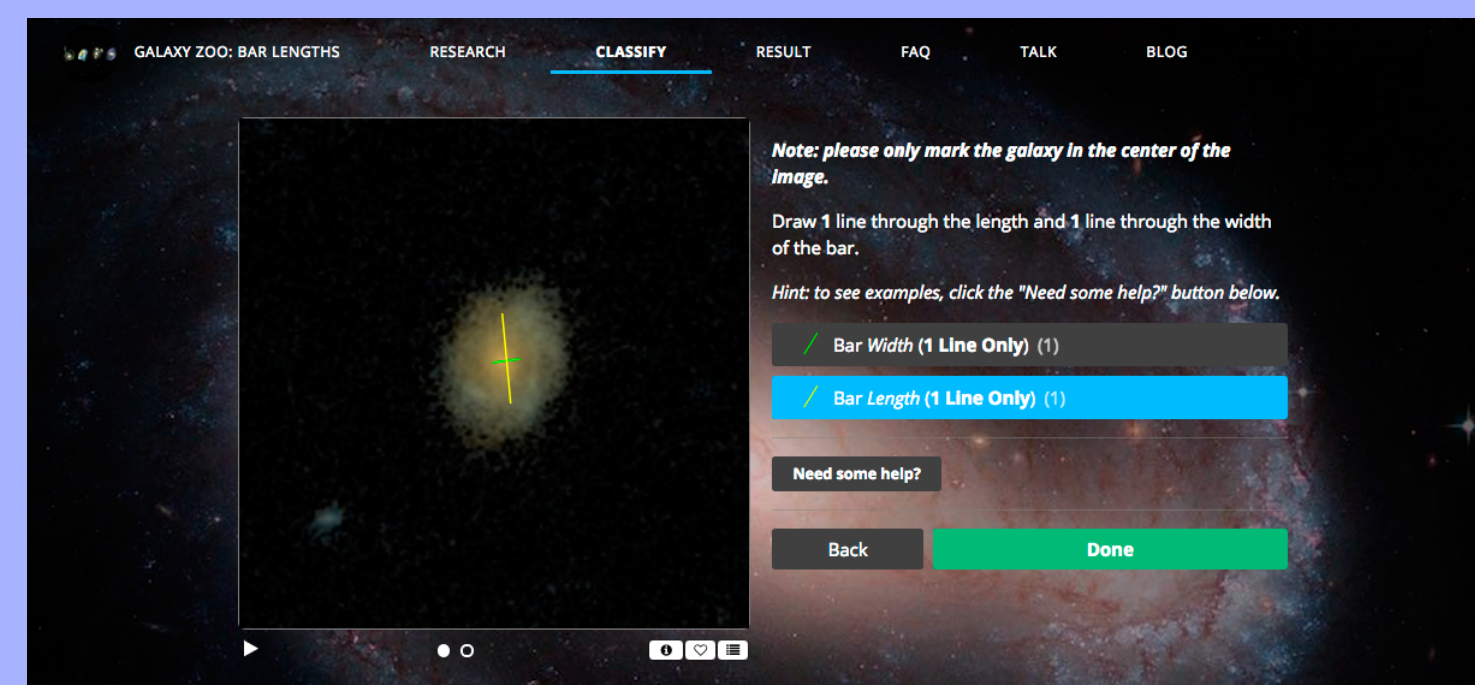 bars GALAXY ZOO: BAR LENGTHS RESEARCH CLASSIFY RESULT FAQ TALK BLOG
Note: please only mark the galaxy in the center of the
image.
Draw 1 line through the length and 1 line through the width
of the bar.
Hint: to see examples, click the "Need some help?" button below.
Bar Width (1 Line Only) (1)
Bar Length (1 Line Only) (1)
Need some help?
Back Done